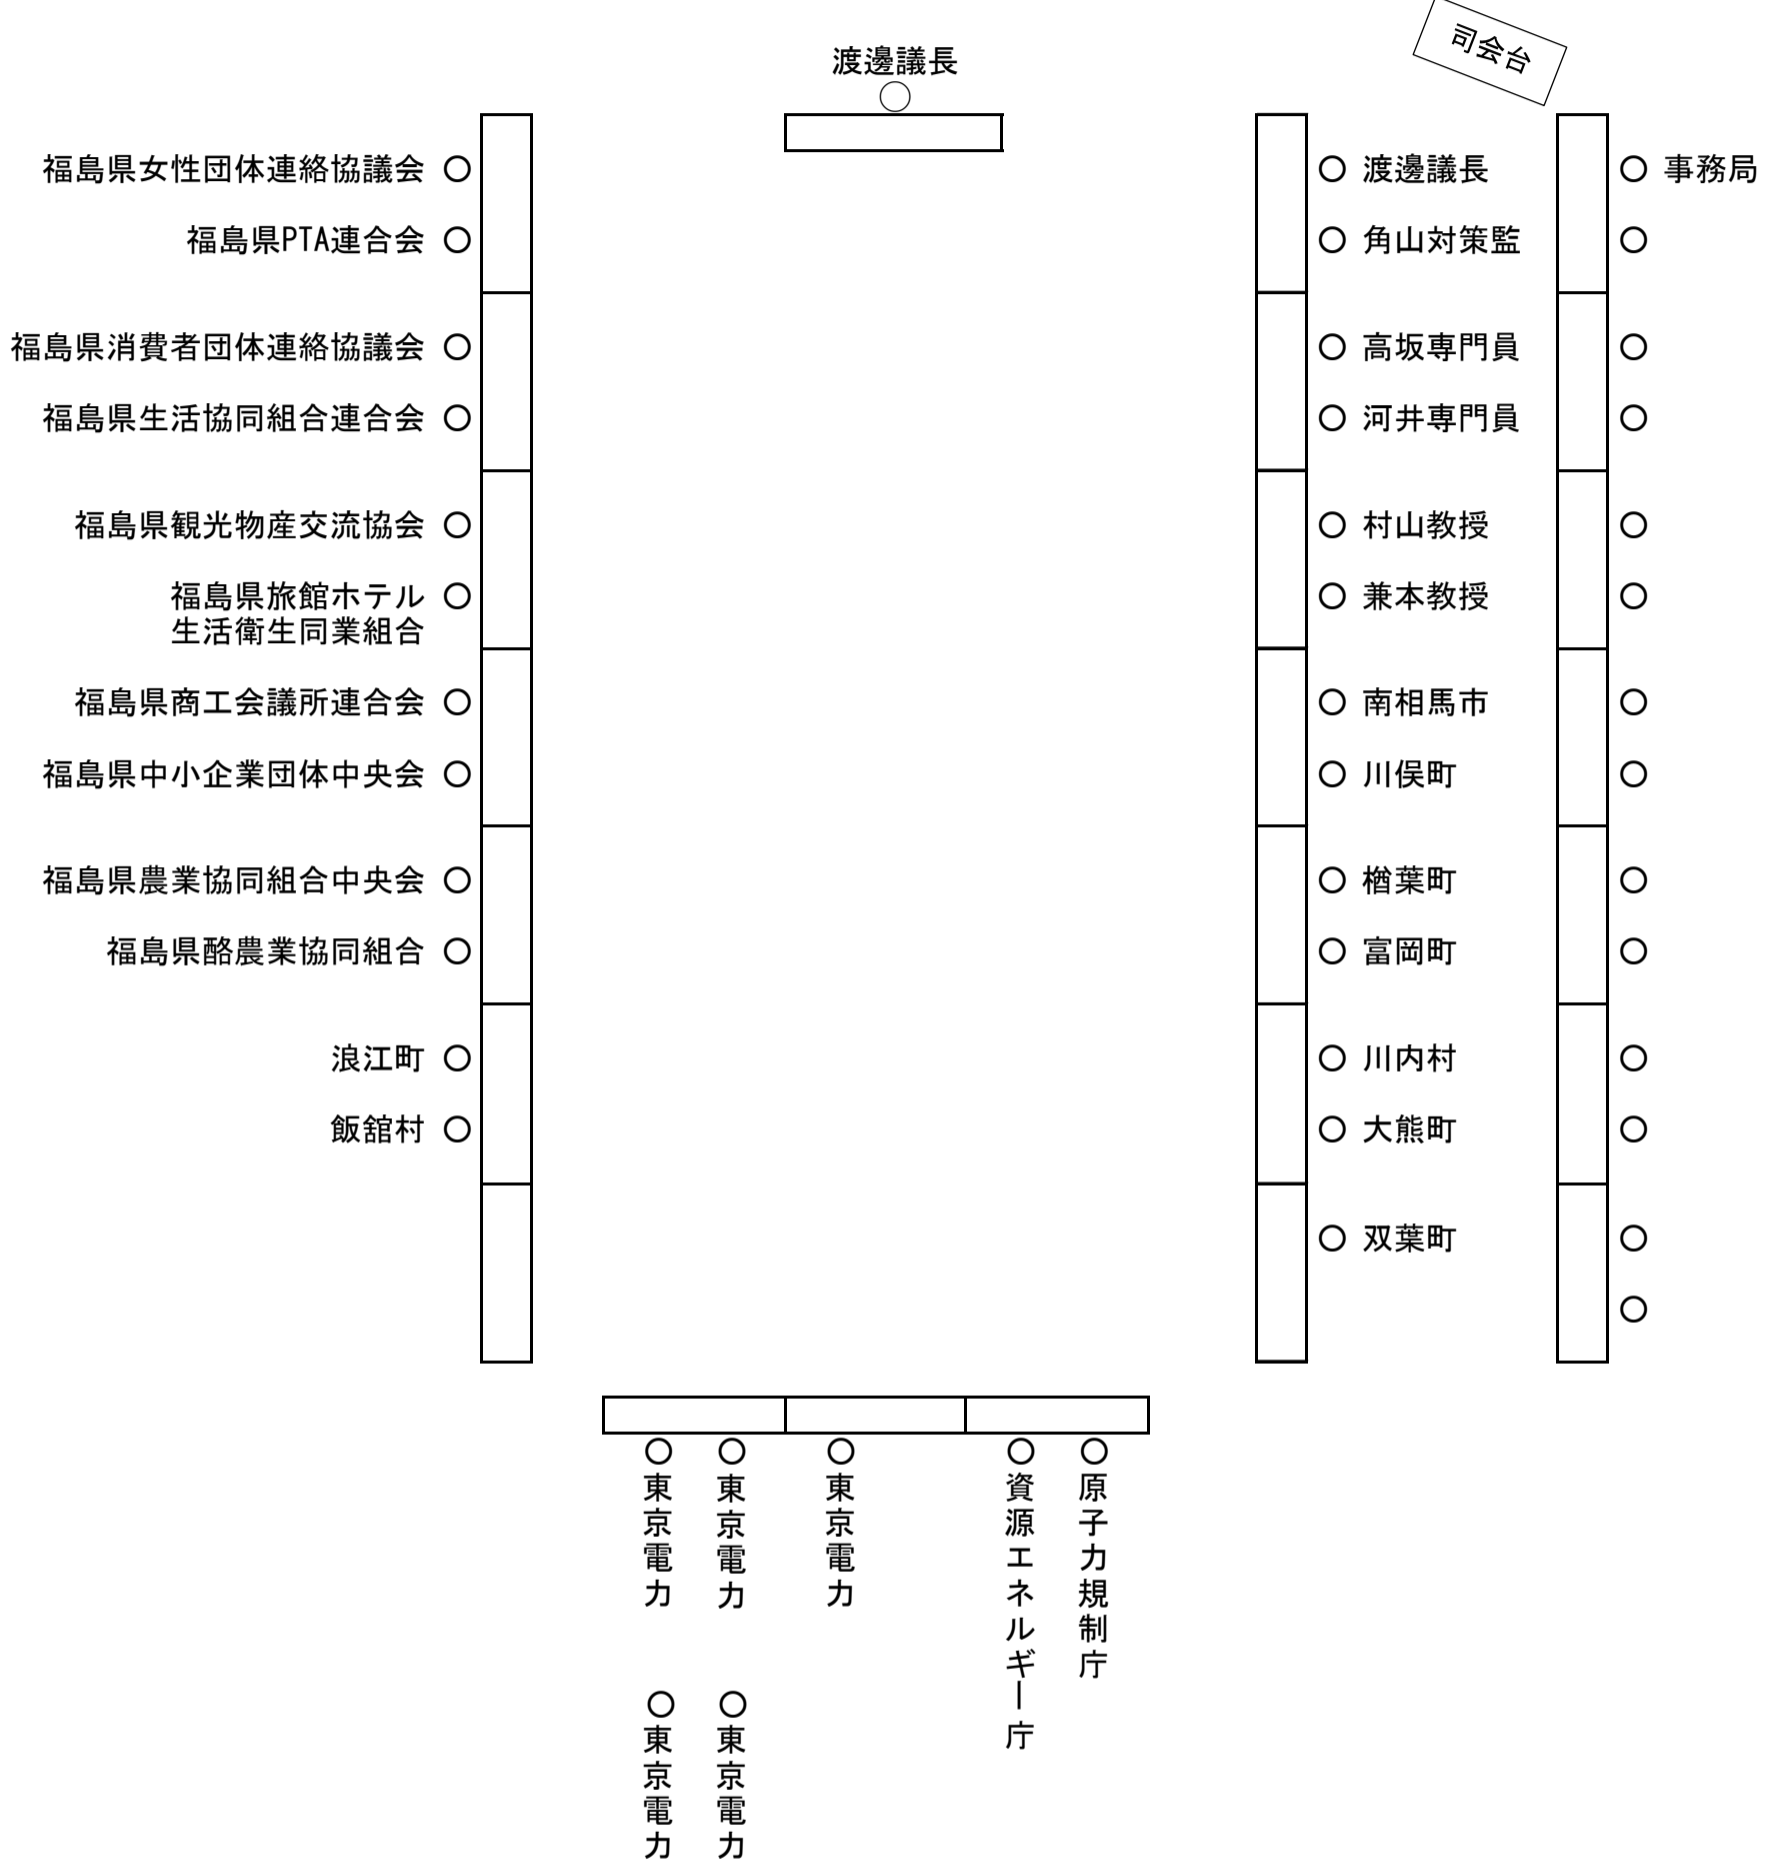 司会台
渡邊議長
福島県女性団体連絡協議会
福島県PTA連合会
福島県消費者団体連絡協議会
福島県生活協同組合連合会
福島県観光物産交流協会
福島県旅館ホテル
生活衛生同業組合
福島県商工会議所連合会
福島県中小企業団体中央会
福島県農業協同組合中央会
福島県酪農業協同組合
浪江町
飯舘村
渡邊議長
角山対策監
高坂専門員
河井専門員
村山教授
兼本教授
南相馬市
川俣町
楢葉町
富岡町
川内村
大熊町
双葉町
事務局
東京電力
東京電力
東京電力
資源エネルギー庁
原子力規制庁
東京電力
東京電力